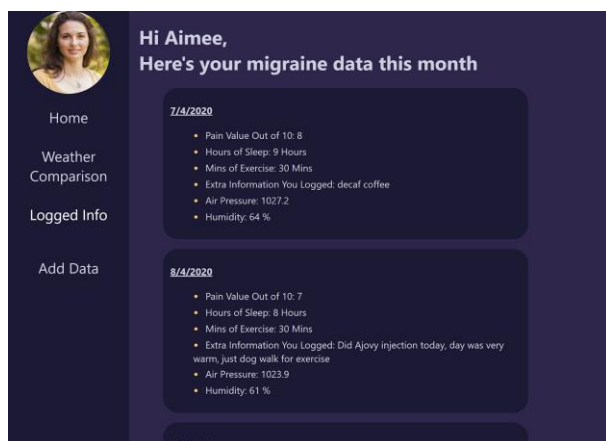 Hi Aimee,
Here's your migraine data this month
Home
Weather
Comparison
Logged Info
Add Data
7/4/2020
Pain Value Out of 10: 8
Hours of Sleep: 9 Hours
Mins of Exercise: 30 Mins
Extra Information You Logged: decaf coffee
Air Pressure: 1027.2
Humidity: 64 %
8/4/2020
Pain Value Out of 10: 7
Hours of Sleep: 8 Hours
Mins of Exercise: 30 Mins
Extra Information You Logged: Did Ajovy injection today, day was very
warm, just dog walk for exercise
Air Pressure: 1023.9
Humidity: 61 %